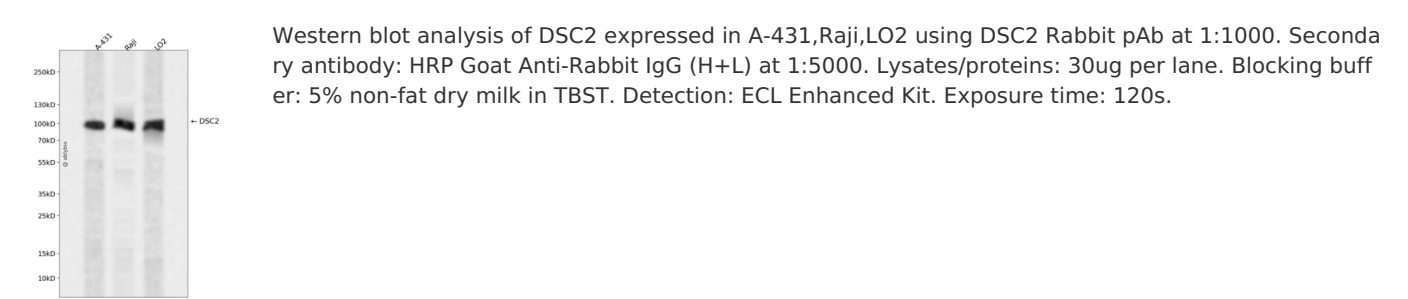 A-431 Raji LO2
250kD
130kD
100kD
70kD
55kD
35kD
25kD
15kD
10kD
← DSC2
Western blot analysis of DSC2 expressed in A-431,Raji,LO2 using DSC2 Rabbit pAb at 1:1000. Seconda
ry antibody: HRP Goat Anti-Rabbit IgG (H+L) at 1:5000. Lysates/proteins: 30ug per lane. Blocking buff
er: 5% non-fat dry milk in TBST. Detection: ECL Enhanced Kit. Exposure time: 120s.